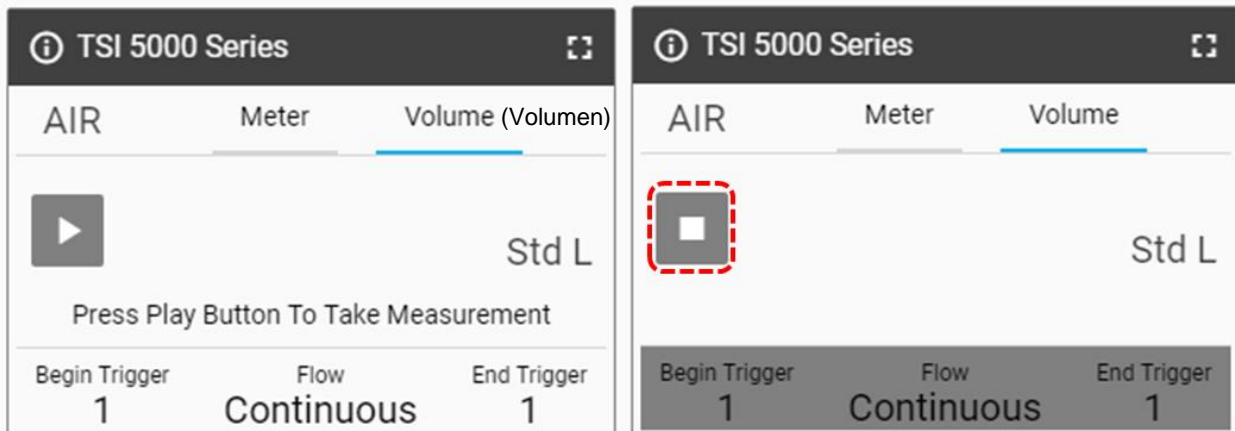 TSI 5000 Series
AIR Meter Volume (Volumen)
Std L
Press Play Button To Take Measurement
Begin Trigger Flow End Trigger
1 Continuous 1
TSI 5000 Series
AIR Meter Volume
Std L
Begin Trigger Flow End Trigger
1 Continuous 1